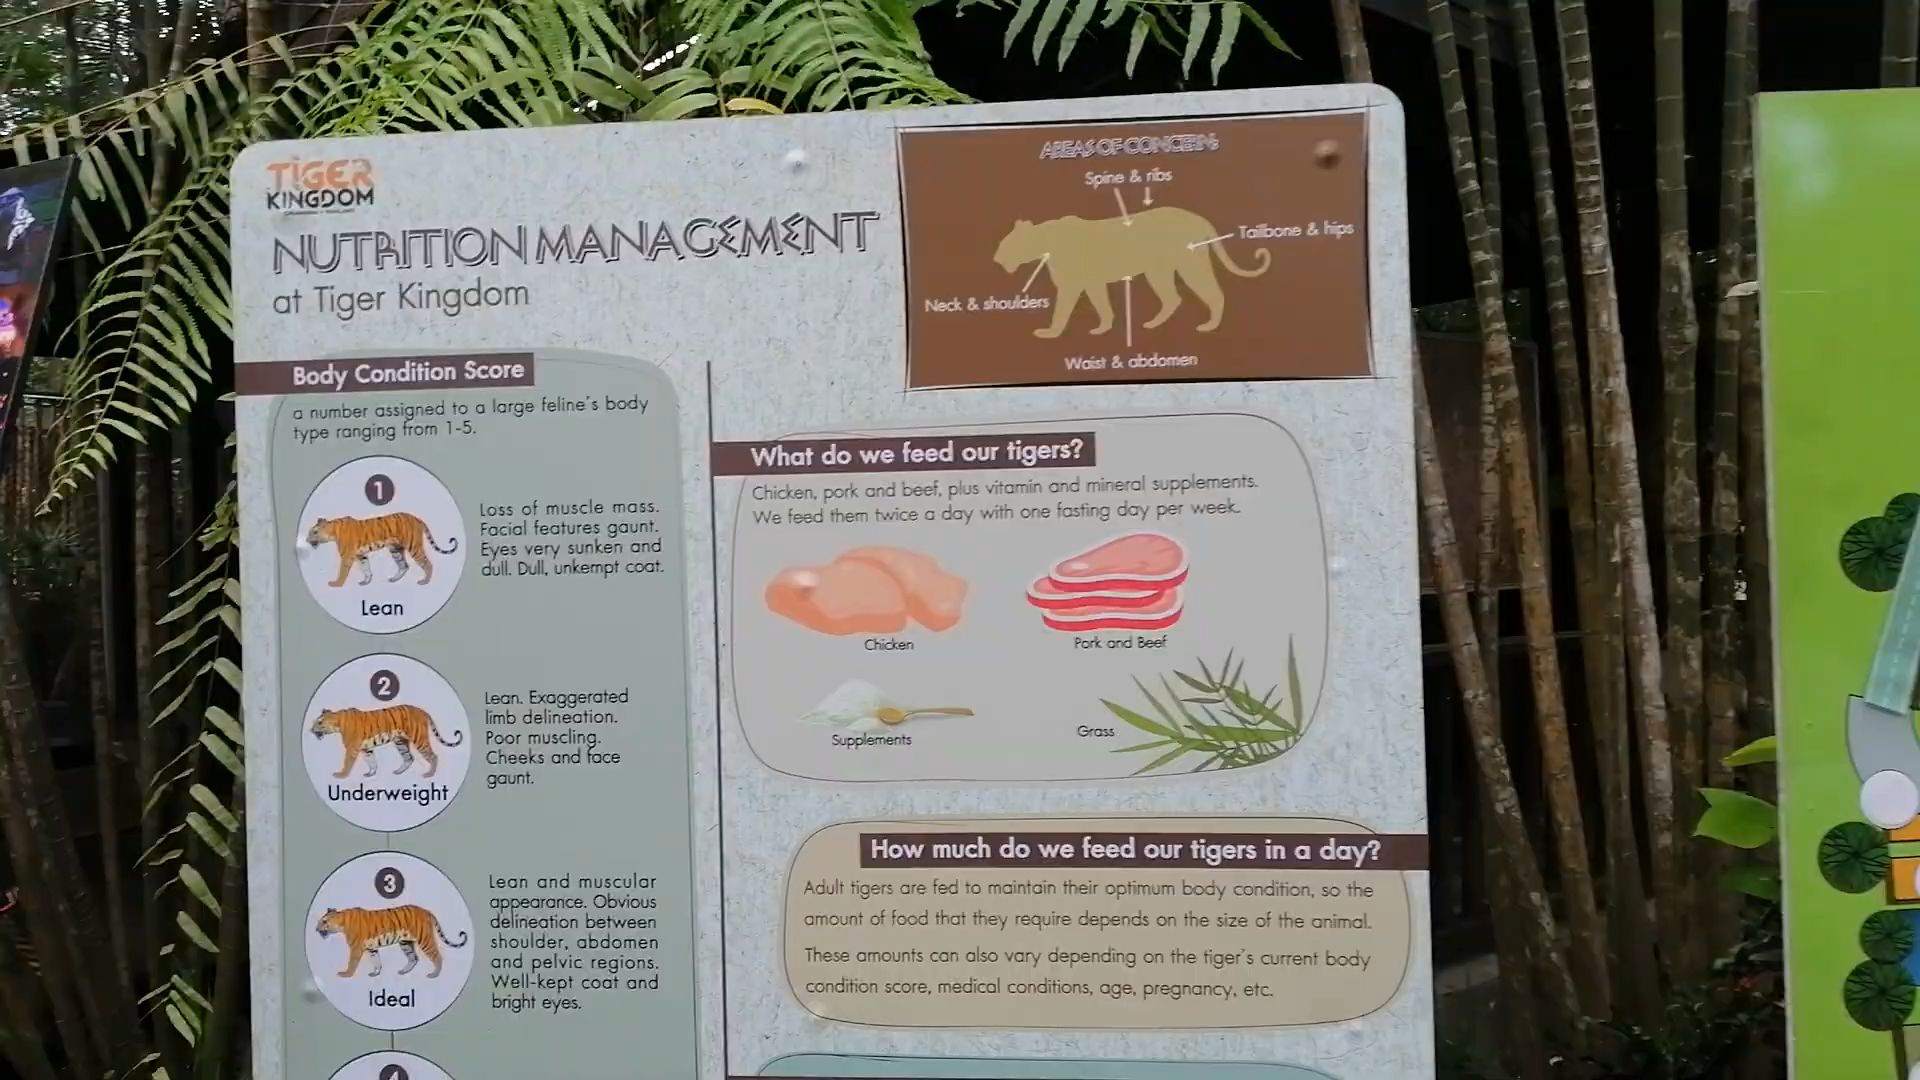 TIGER
KINGDOM
NUTRITION MANAGEMENT
at Tiger Kingdom
AREAS OF CONCERN
Spine & ribs
Tailbone & hips
Neck & shoulders
Waist & abdomen
Body Condition Score
a number assigned to a large feline's body
type ranging from 1-5.
1
Lean
Loss of muscle mass.
Facial features gaunt.
Eyes very sunken and
dull. Dull, unkempt coat.
2
Underweight
Lean. Exaggerated
limb delineation.
Poor muscling.
Cheeks and face
gaunt.
3
Ideal
Lean and muscular
appearance. Obvious
delineation between
shoulder, abdomen
and pelvic regions.
Well-kept coat and
bright eyes.
4
What do we feed our tigers?
Chicken, pork and beef, plus vitamin and mineral supplements.
We feed them twice a day with one fasting day per week.
Chicken
Pork and Beef
Supplements
Grass
How much do we feed our tigers in a day?
Adult tigers are fed to maintain their optimum body condition, so the
amount of food that they require depends on the size of the animal.
These amounts can also vary depending on the tiger's current body
condition score, medical conditions, age, pregnancy, etc.